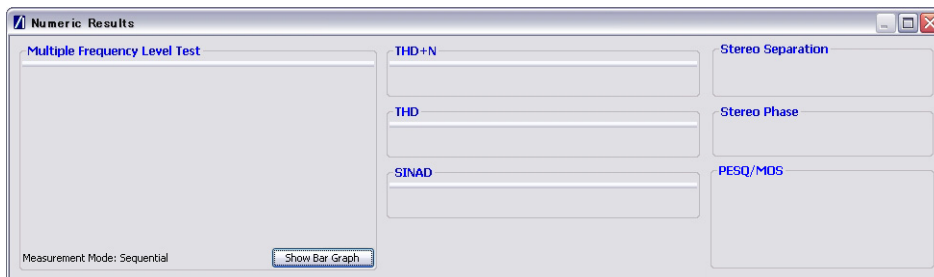 Numeric Results
Multiple Frequency Level Test
THD+N
Stereo Separation
THD
Stereo Phase
SINAD
PESQ/MOS
Measurement Mode: Sequential
Show Bar Graph